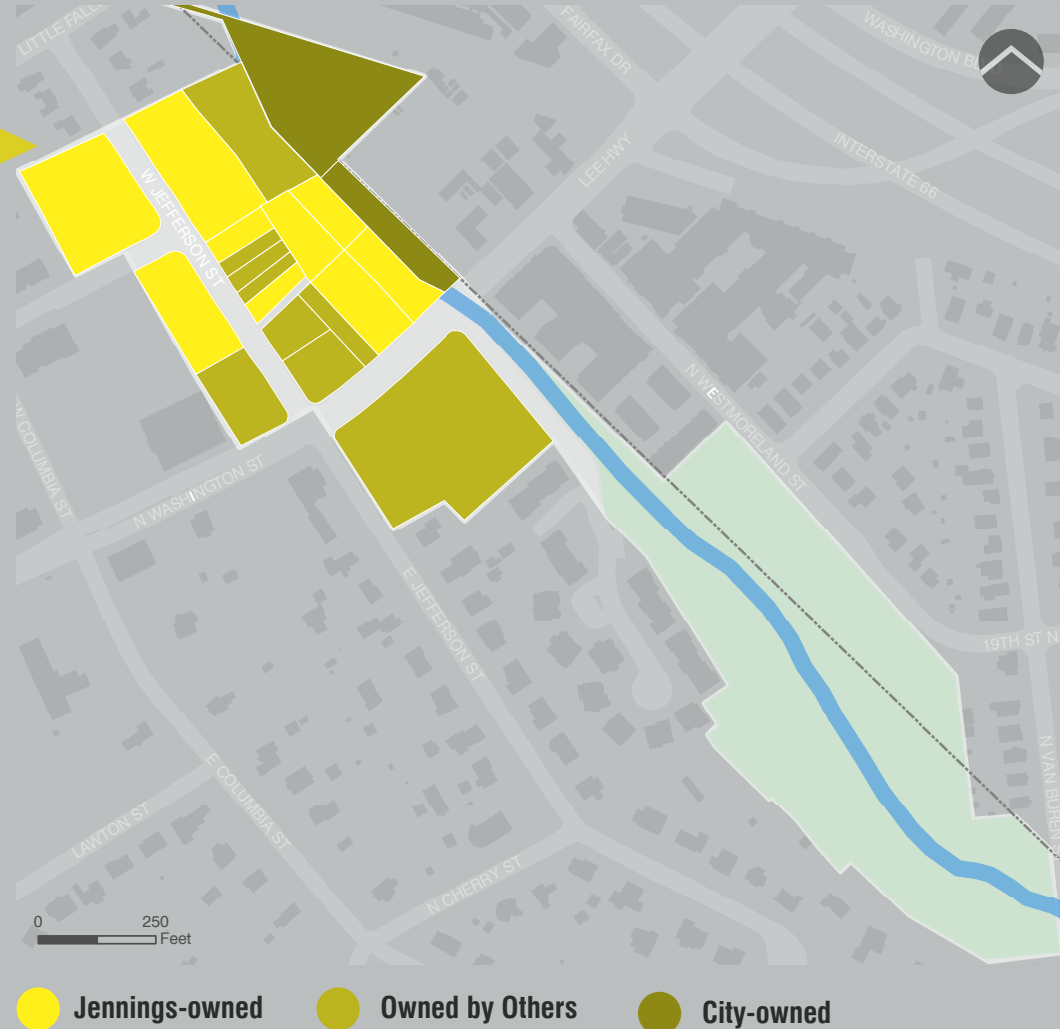 LITTLE FALL
FAIRFAX DR
WASHINGTON BL
INTERSTATE 66
LEE HWY
W JEFFERSON ST
N WESTMORELAND ST
N COLUMBIA ST
N WASHINGTON ST
E JEFFERSON ST
19TH ST N
N VAN BUREN
E COLUMBIA ST
LAWTON ST
N CHERRY ST
0 250
Feet
Jennings-owned Owned by Others City-owned